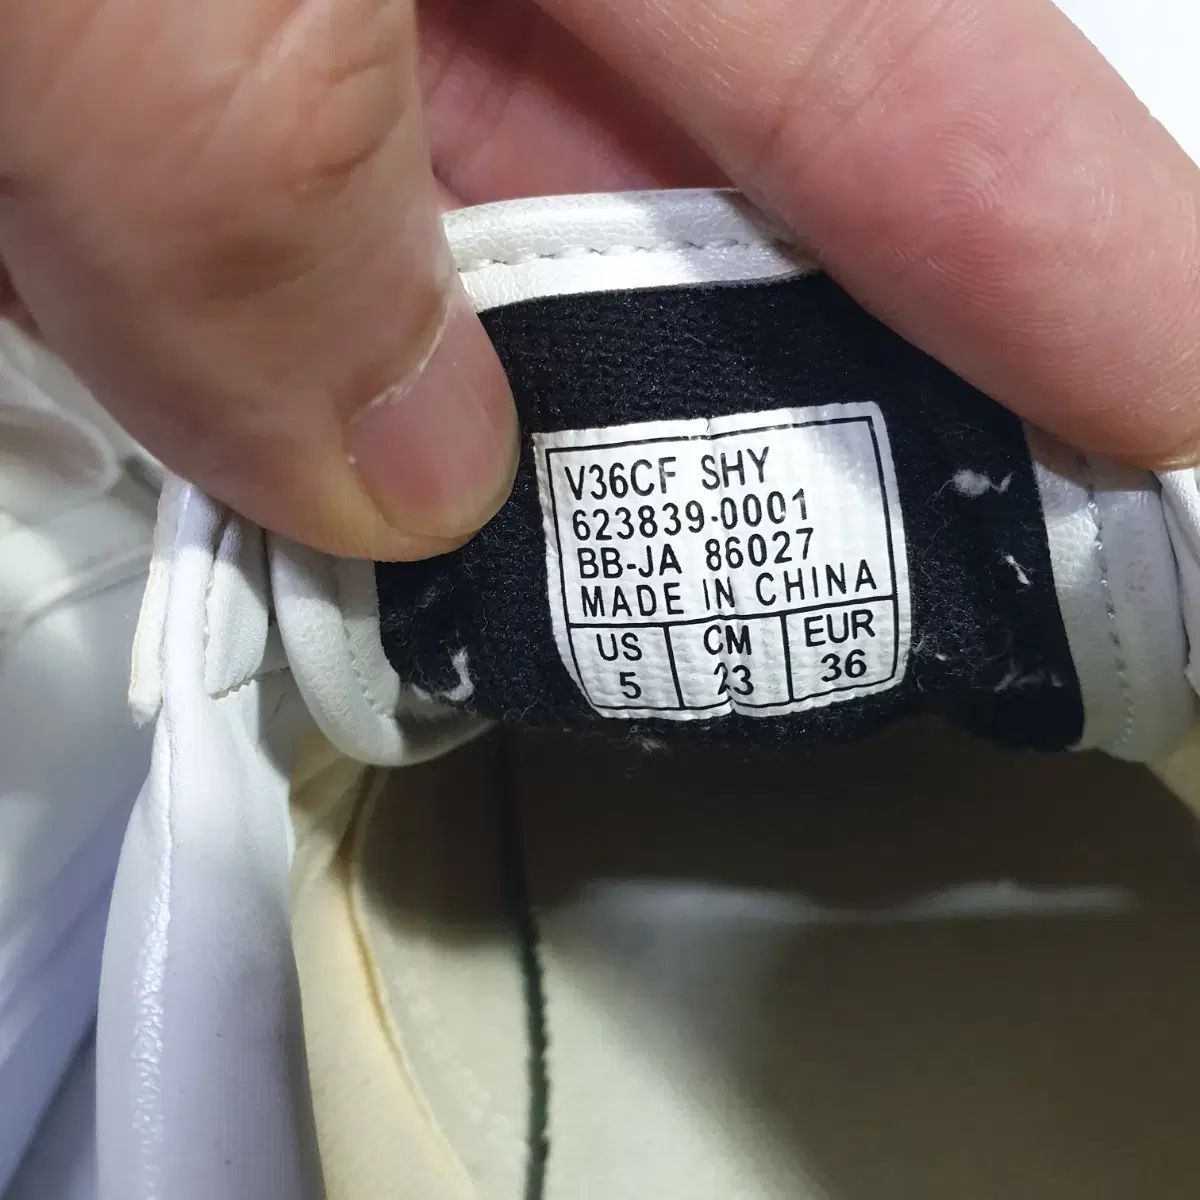 V36CF SHY
623839-0001
BB-JA 86027
MADE IN CHINA
US CM EUR
5 23 36